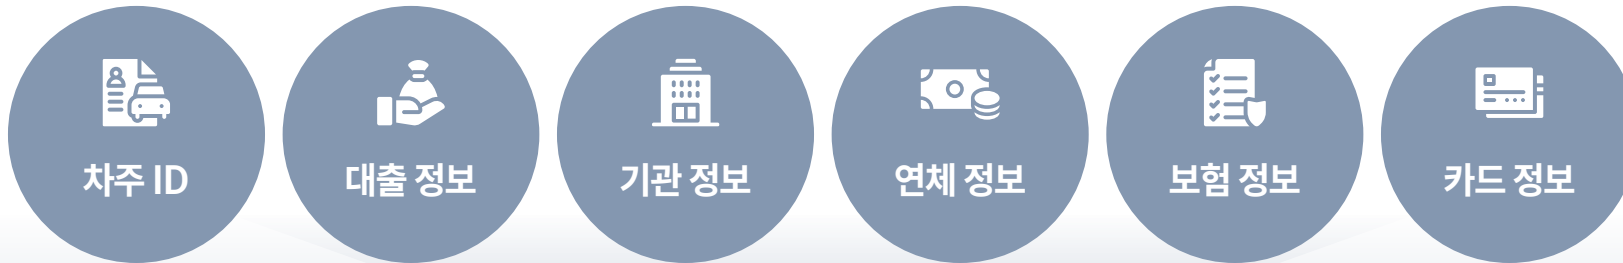 차주 ID
대출 정보
기관 정보
연체 정보
보험 정보
카드 정보